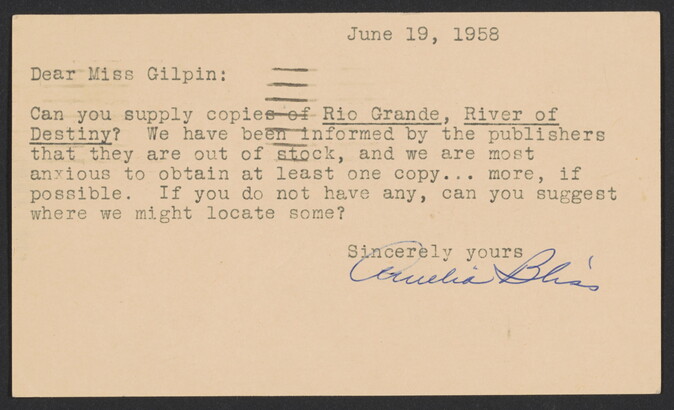 June 19, 1958
Dear Miss Gilpin:
Can you supply copies of Rio Grande, River of
Destiny? We have been informed by the publishers
that they are out of stock, and we are most
anxious to obtain at least one copy... more, if
possible. If you do not have any, can you suggest
where we might locate some?
Sincerely yours
Amelia Bliss